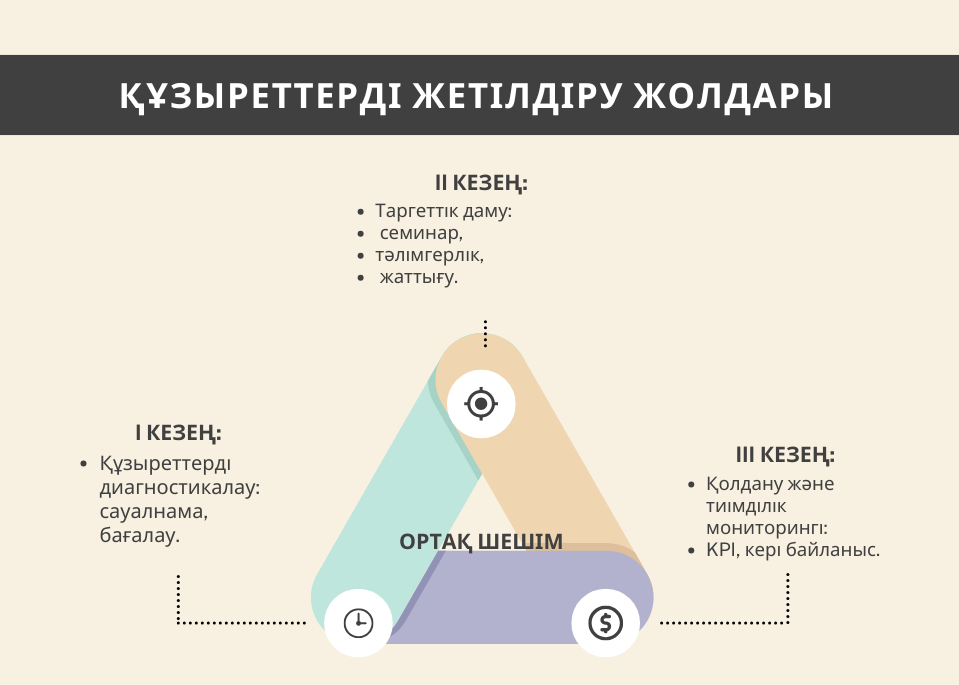 ҚҰЗЫРЕТТЕРДІ ЖЕТІЛДІРУ ЖОЛДАРЫ
II КЕЗЕҢ:
• Таргеттік даму:
• семинар,
• тәлімгерлік,
• жаттығу.
I КЕЗЕҢ:
• Құзыреттерді
диагностикалау:
сауалнама,
бағалау.
III КЕЗЕҢ:
• Қолдану және
тиімділік
мониторингі:
• KPI, кері байланыс.
ОРТАҚ ШЕШІМ